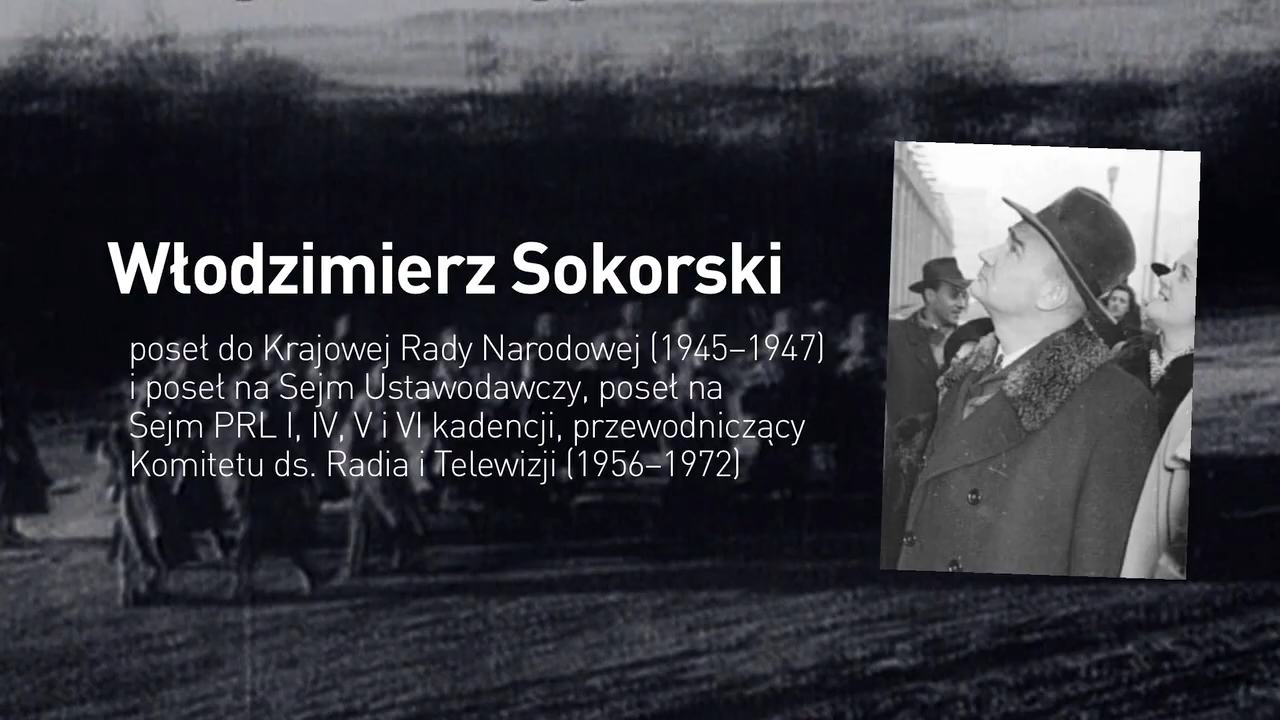 Włodzimierz Sokorski
poseł do Krajowej Rady Narodowej (1945–1947)
i poseł na Sejm Ustawodawczy, poseł na
Sejm PRL I, IV, V i VI kadencji, przewodniczący
Komitetu ds. Radia i Telewizji (1956–1972)